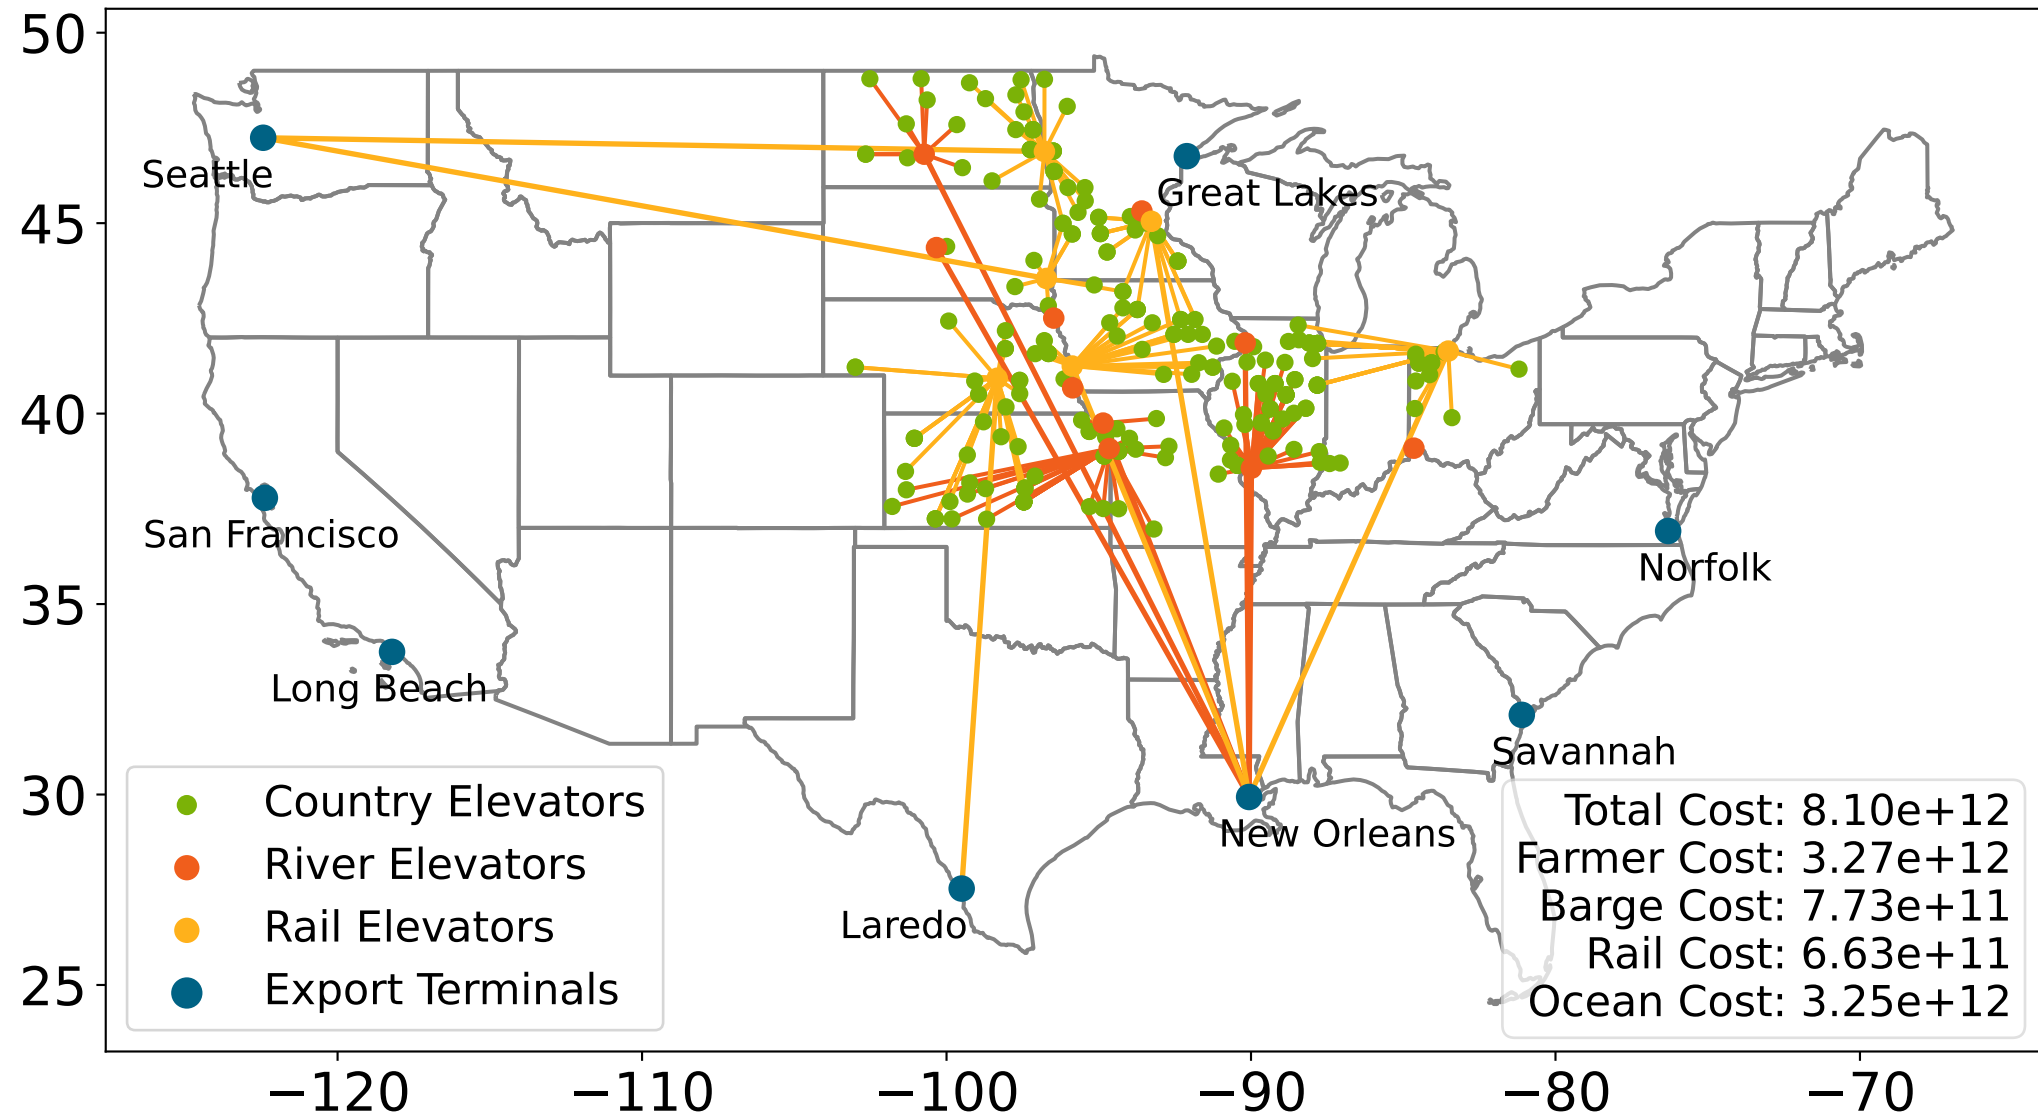 50
45
40
35
30
25
−120
−110
−100
−90
−80
−70
Seattle
Great Lakes
San Francisco
Norfolk
Long Beach
Savannah
New Orleans
Laredo
Country Elevators
River Elevators
Rail Elevators
Export Terminals
Total Cost: 8.10e+12
Farmer Cost: 3.27e+12
Barge Cost: 7.73e+11
Rail Cost: 6.63e+11
Ocean Cost: 3.25e+12